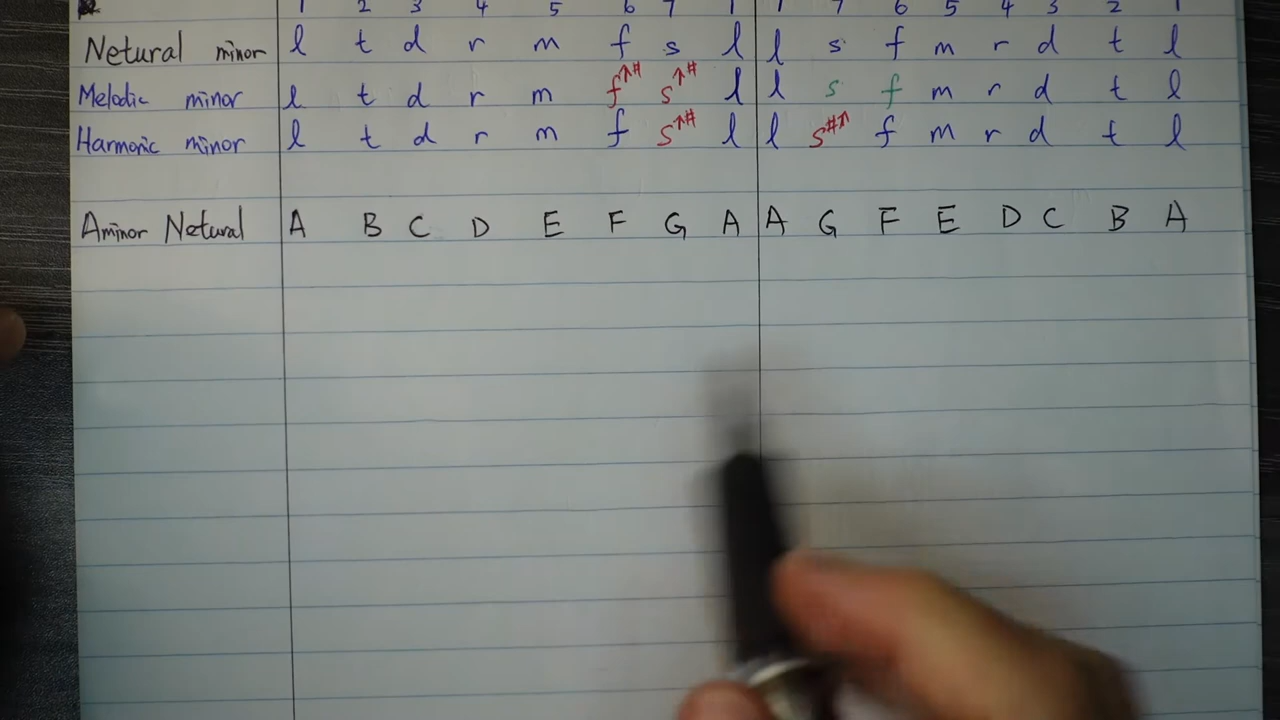 1 2 3 4 5 6 7 1 1 7 6 5 4 3 2 1
Netural minor l t d r m f s l l s f m r d t l
Melodic minor l t d r m f↑# s↑# l l s f m r d t l
Harmonic minor l t d r m f s↑# l l s#↑ f m r d t l
Aminor Netural A B C D E F G A A G F E D C B A